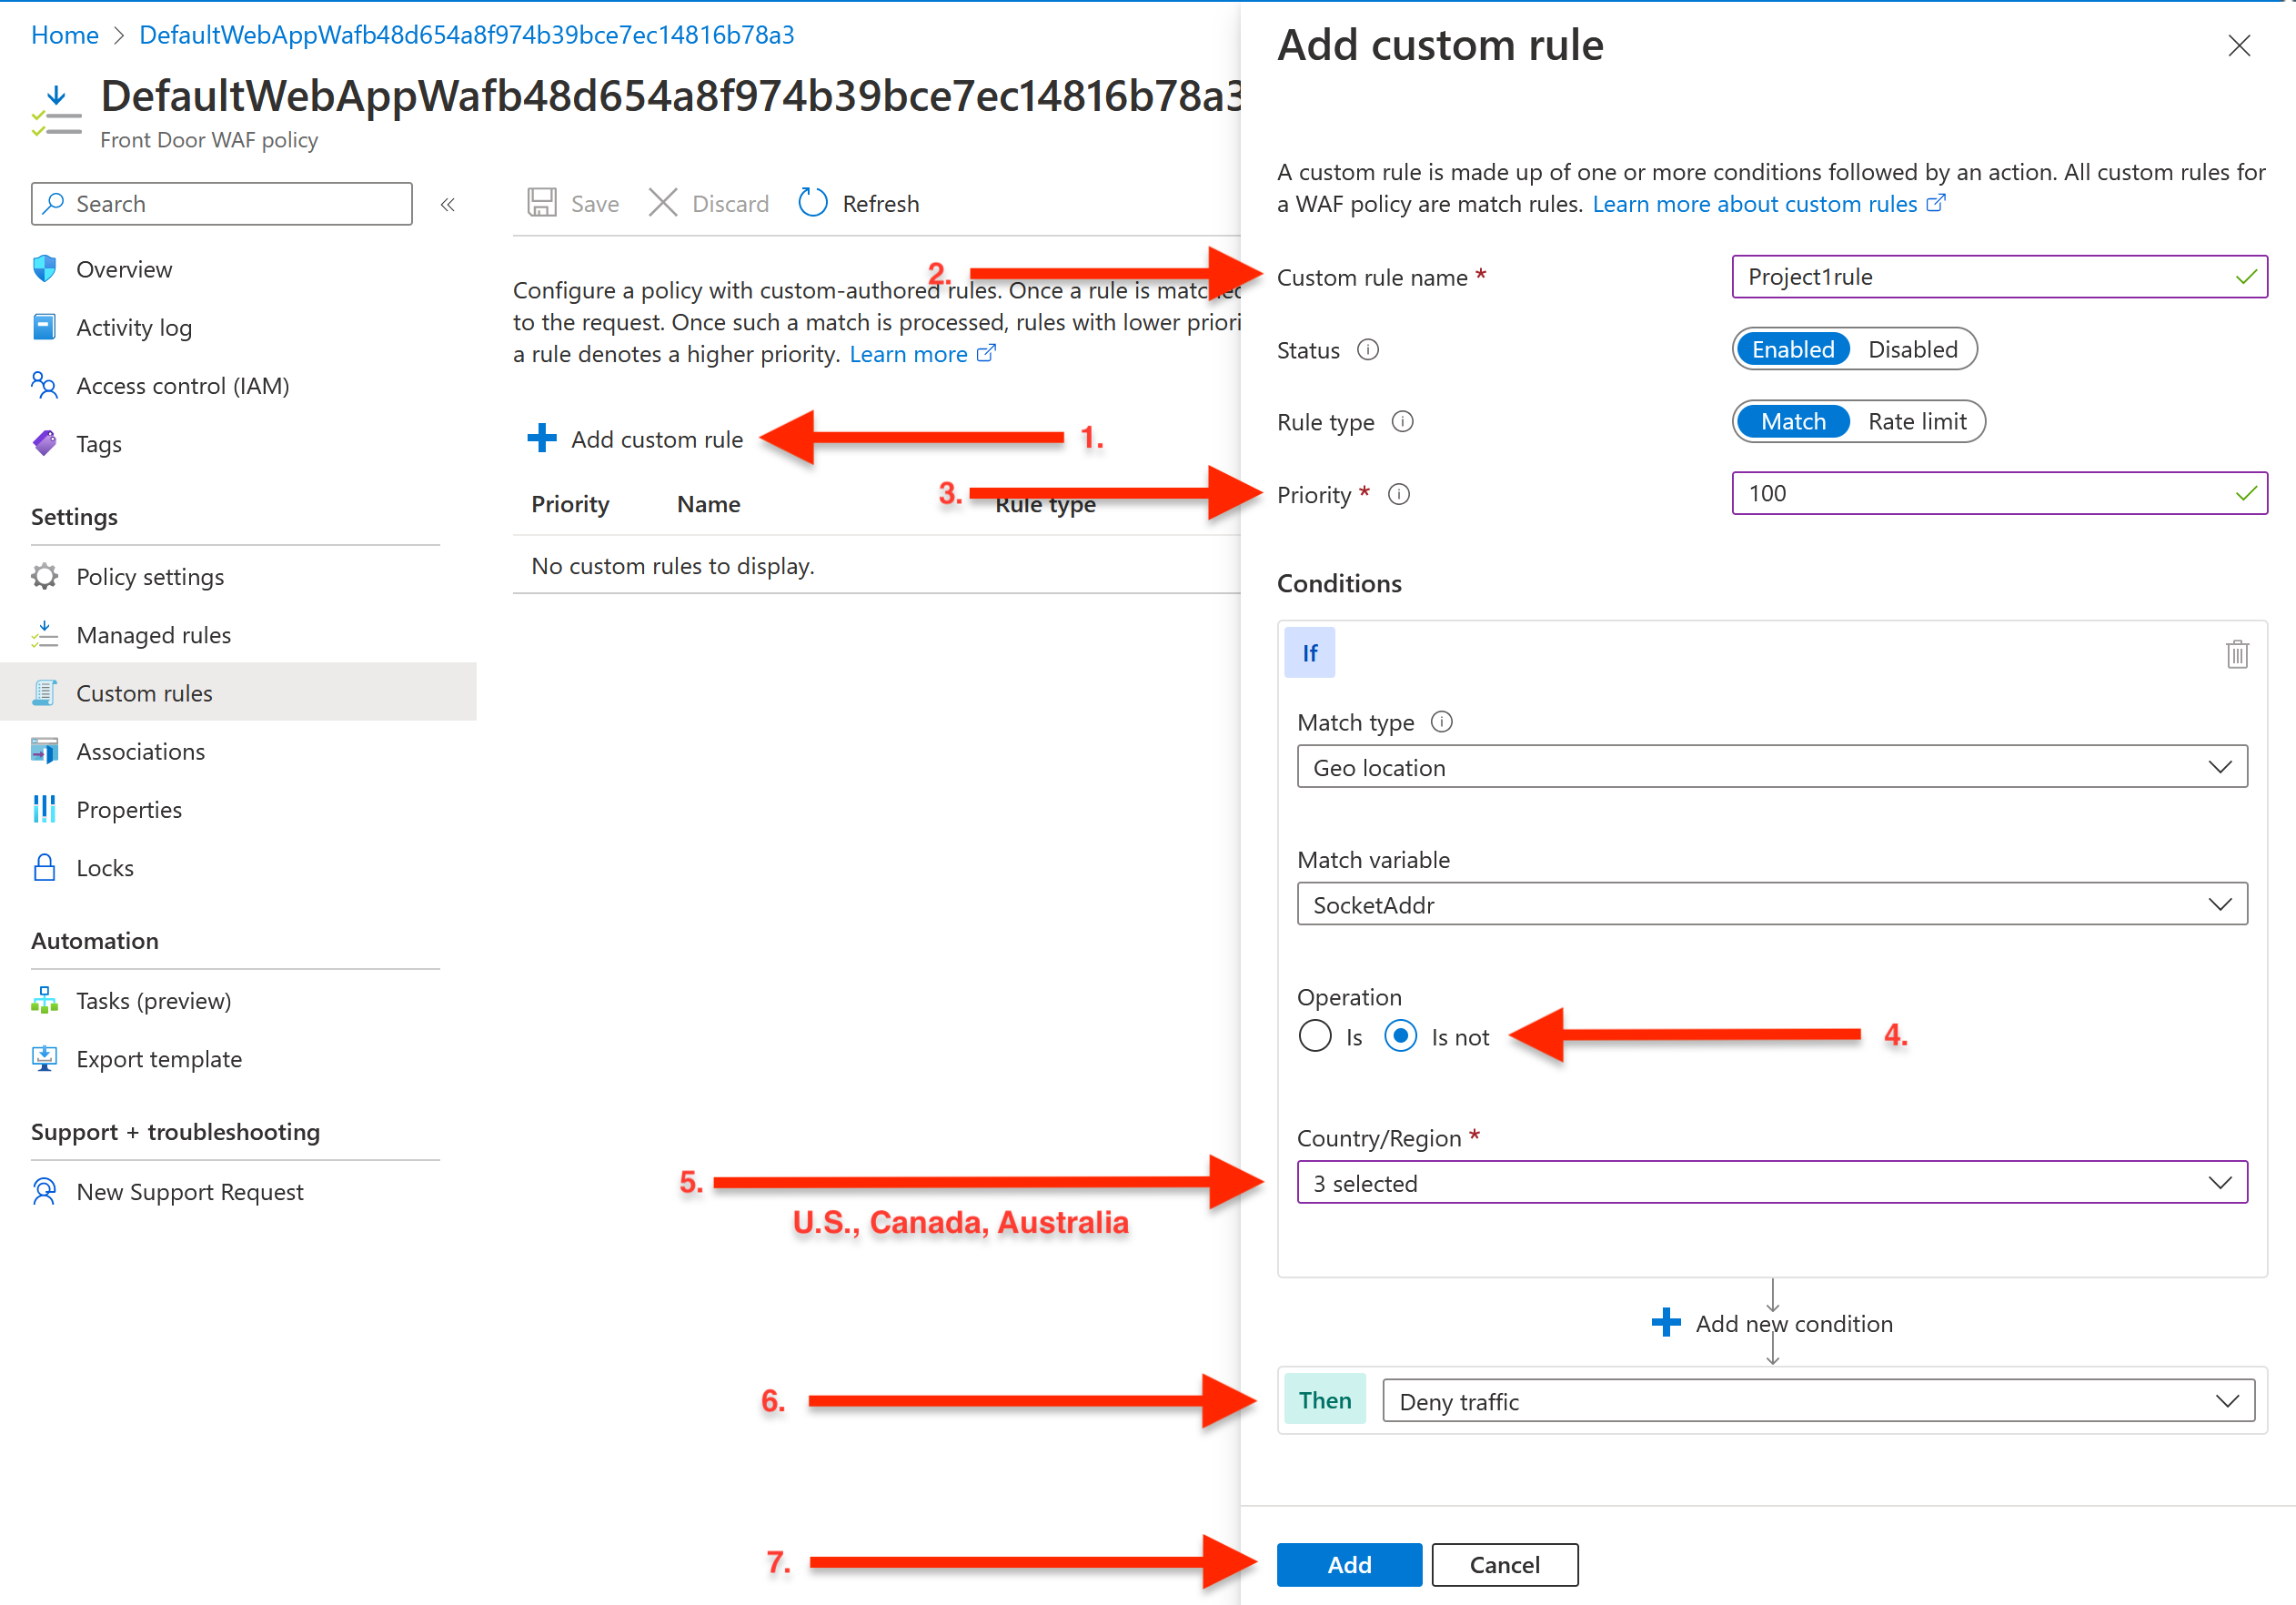 Home > DefaultWebAppWafb48d654a8f974b39bce7ec14816b78a3
DefaultWebAppWafb48d654a8f974b39bce7ec14816b78a3
Front Door WAF policy
Search
«
Overview
Activity log
Access control (IAM)
Tags
Settings
Policy settings
Managed rules
Custom rules
Associations
Properties
Locks
Automation
Tasks (preview)
Export template
Support + troubleshooting
New Support Request
Save Discard Refresh
Configure a policy with custom-authored rules. Once a rule is matched
to the request. Once such a match is processed, rules with lower priori
a rule denotes a higher priority. Learn more
Add custom rule
1.
Priority Name Rule type
No custom rules to display.
Add custom rule
A custom rule is made up of one or more conditions followed by an action. All custom rules for
a WAF policy are match rules. Learn more about custom rules
2.
Custom rule name * Project1rule
Status Enabled Disabled
Rule type Match Rate limit
3.
Priority * 100
Conditions
If
Match type
Geo location
Match variable
SocketAddr
Operation
Is Is not
4.
Country/Region *
5.
3 selected
U.S., Canada, Australia
Add new condition
6.
Then Deny traffic
7.
Add Cancel